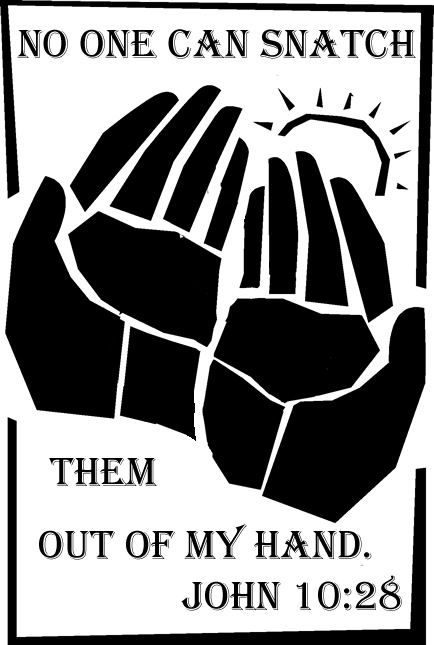 NO ONE CAN SNATCH
THEM
OUT OF MY HAND.
JOHN 10:28